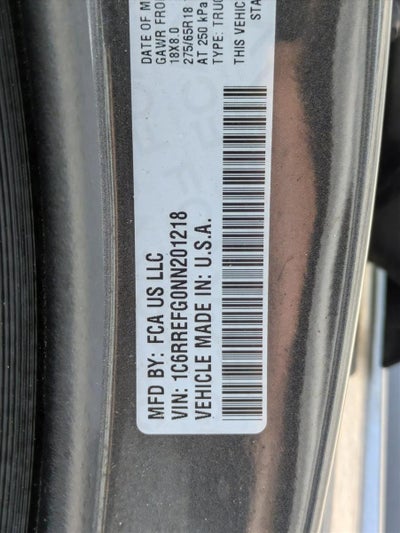 MFD BY: FCA US LLC
VIN: 1C6RREFG0NN201218
VEHICLE MADE IN: U.S.A.
DATE OF M
GAWR FRO
18X8.0
275/65R18
AT 250 kPa
TYPE: TRUC
THIS VEHIC
STA